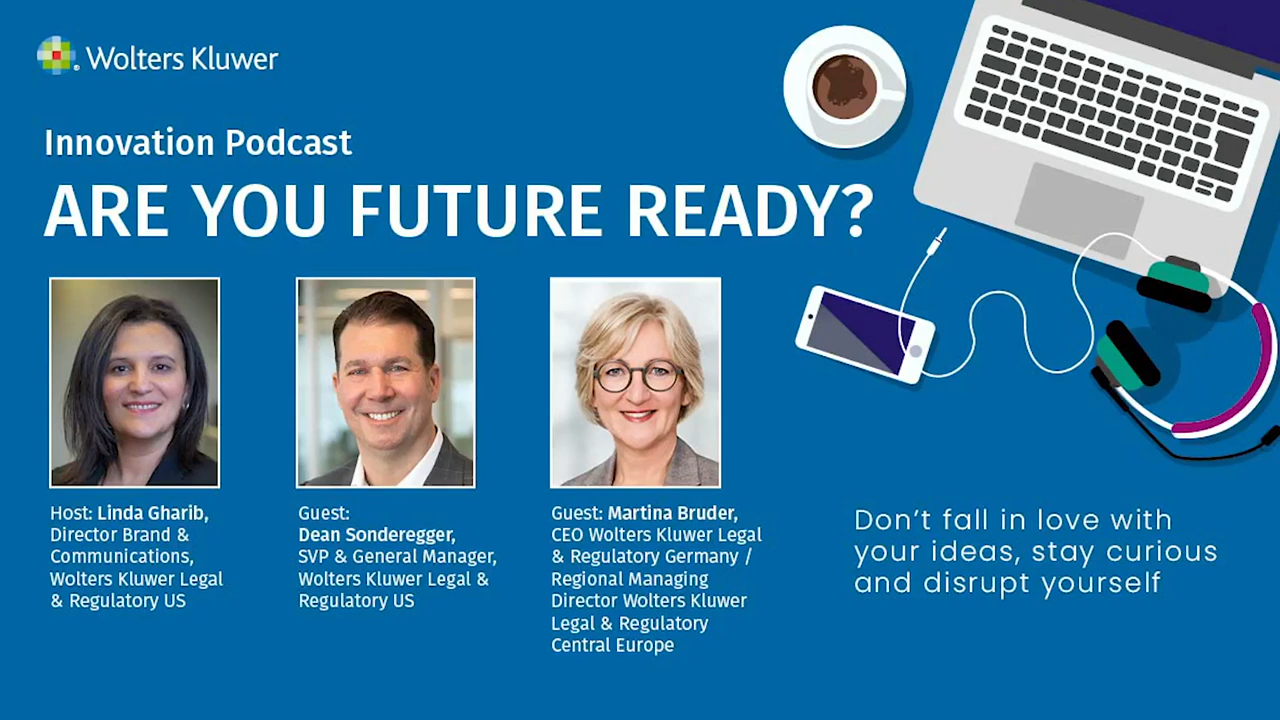 Wolters Kluwer
Innovation Podcast
ARE YOU FUTURE READY?
Host: Linda Gharib,
Director Brand &
Communications,
Wolters Kluwer Legal
& Regulatory US
Guest:
Dean Sonderegger,
SVP & General Manager,
Wolters Kluwer Legal &
Regulatory US
Guest: Martina Bruder,
CEO Wolters Kluwer Legal
& Regulatory Germany /
Regional Managing
Director Wolters Kluwer
Legal & Regulatory
Central Europe
Don’t fall in love with
your ideas, stay curious
and disrupt yourself